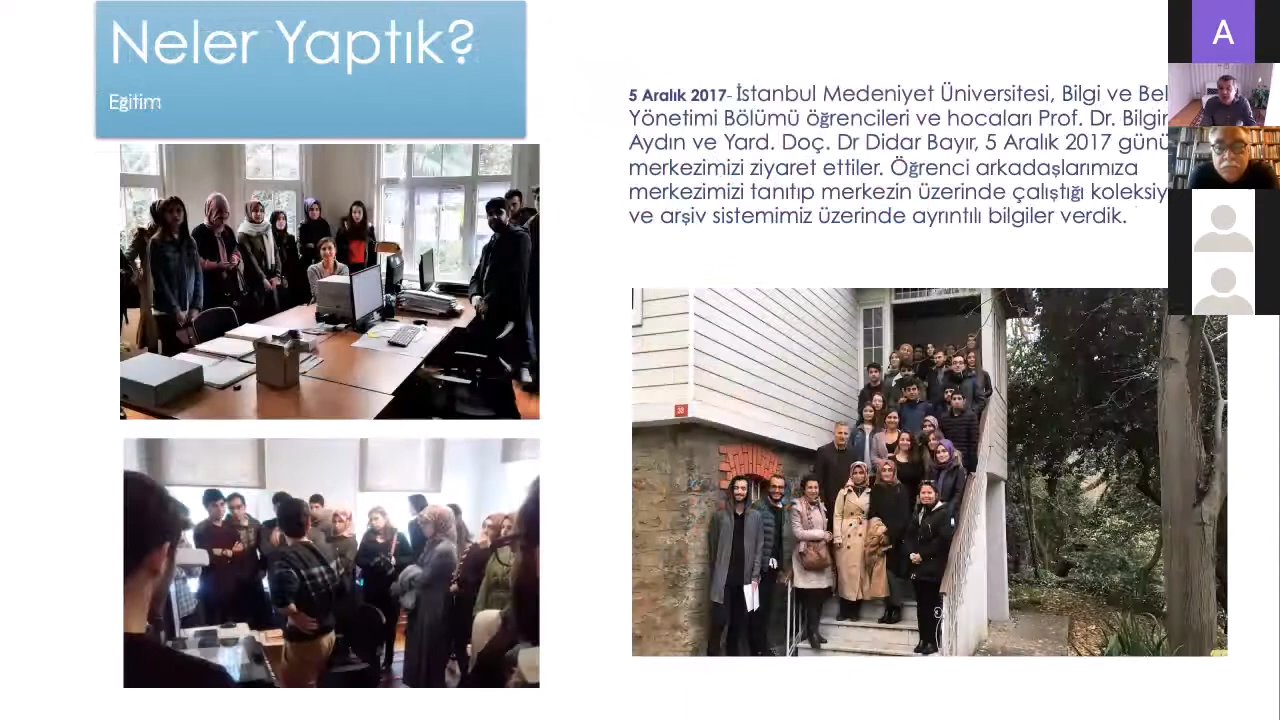 Neler Yaptık?
Eğitim
5 Aralık 2017- İstanbul Medeniyet Üniversitesi, Bilgi ve Bel
Yönetimi Bölümü öğrencileri ve hocaları Prof. Dr. Bilgin
Aydın ve Yard. Doç. Dr Didar Bayır, 5 Aralık 2017 günü
merkezimizi ziyaret ettiler. Öğrenci arkadaşlarımıza
merkezimizi tanıtıp merkezin üzerinde çalıştığı koleksiy
ve arşiv sistemimiz üzerinde ayrıntılı bilgiler verdik.
A